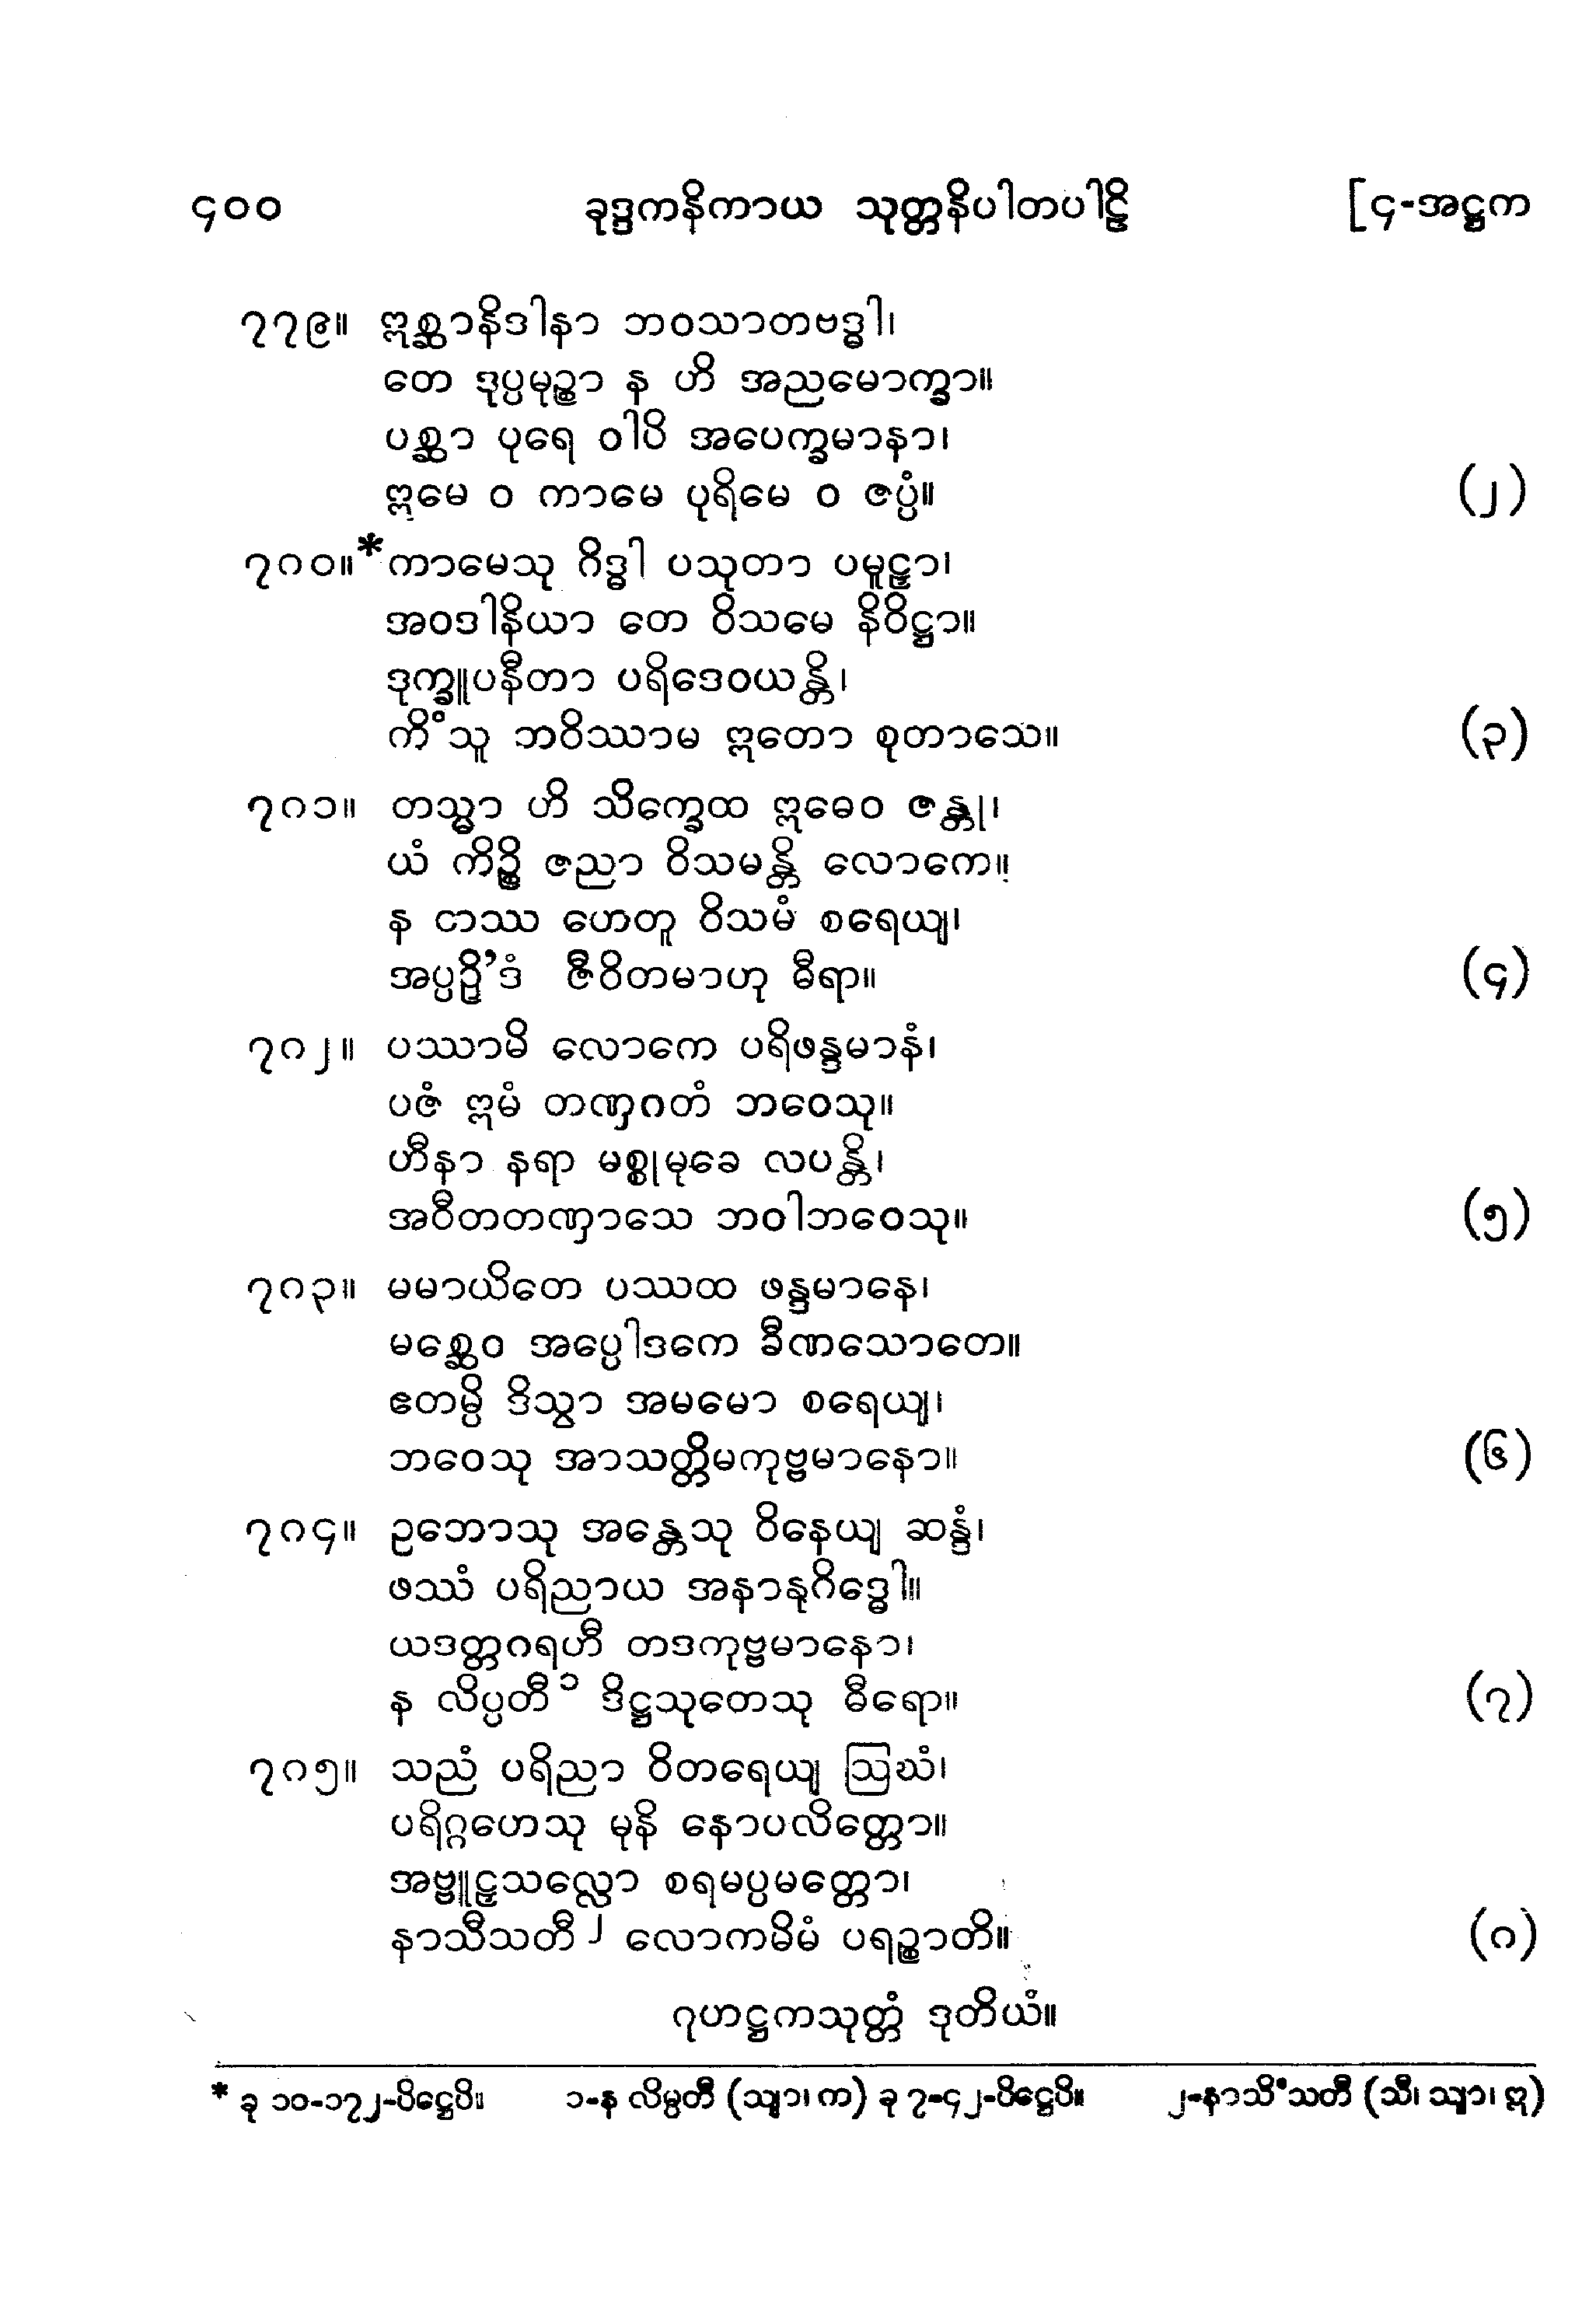 ၄၀၀ ခုဒ္ဒကနိကာယ သုတ္တနိပါတပါဠိ [၄-အဋ္ဌက
၇၇၉။ ဣစ္ဆာနိဒါနာ ဘဝသာတဗဒ္ဓါ၊
တေ ဒုပ္ပမုဉ္စာ န ဟိ အညမောက္ခာ။
ပစ္ဆာ ပုရေ ဝါပိ အပေက္ခမာနာ၊
ဣမေ ဝ ကာမေ ပုရိမေ ဝ ဇပ္ပံ။ (၂)
၇၈၀။*ကာမေသု ဂိဒ္ဓါ ပသုတာ ပမူဠှာ၊
အဝဒါနိယာ တေ ဝိသမေ နိဝိဋ္ဌာ။
ဒုက္ခူပနီတာ ပရိဒေဝယန္တိ၊
ကိံသူ ဘဝိဿာမ ဣတော စုတာသေ။ (၃)
၇၈၁။ တသ္မာ ဟိ သိက္ခေထ ဣဓေဝ ဇန္တု၊
ယံ ကိဉ္စိ ဇညာ ဝိသမန္တိ လောကေ။
န တဿ ဟေတူ ဝိသမံ စရေယျ၊
အပ္ပဉှိ’ဒံ ဇီဝိတမာဟု ဓီရာ။ (၄)
၇၈၂။ ပဿာမိ လောကေ ပရိဖန္ဒမာနံ၊
ပဇံ ဣမံ တဏှဂတံ ဘဝေသု။
ဟီနာ နရာ မစ္စုမုခေ လပန္တိ၊
အဝီတတဏှာသေ ဘဝါဘဝေသု။ (၅)
၇၈၃။ မမာယိတေ ပဿထ ဖန္ဒမာနေ၊
မစ္ဆေဝ အပ္ပေါဒကေ ခီဏသောတေ။
ဧတမ္ပိ ဒိသွာ အမမော စရေယျ၊
ဘဝေသု အာသတ္တိမကုဗ္ဗမာနော။ (၆)
၇၈၄။ ဥဘောသု အန္တေသု ဝိနေယျ ဆန္ဒံ၊
ဖဿံ ပရိညာယ အနာနုဂိဒ္ဓေါ။
ယဒတ္တဂရဟီ တဒကုဗ္ဗမာနော၊
န လိပ္ပတီ ၁ ဒိဋ္ဌသုတေသု ဓီရော။ (၇)
၇၈၅။ သညံ ပရိညာ ဝိတရေယျ ဩဃံ၊
ပရိဂ္ဂဟေသု မုနိ နောပလိတ္တော။
အဗ္ဗူဠှသလ္လော စရမပ္ပမတ္တော၊
နာသီသတီ ၂ လောကမိမံ ပရဉ္စာတိ။ (၈)
ဂုဟဋ္ဌကသုတ္တံ ဒုတိယံ။
* ခု ၁၀-၁၇၂-ပိဋ္ဌေပိ။ ၁-န လိမ္ပတီ (သျာ၊ က) ခု ၇-၄၂-ပိဋ္ဌေပိ။ ၂-နာသိံသတီ (သီ၊ သျာ၊ ဣ)